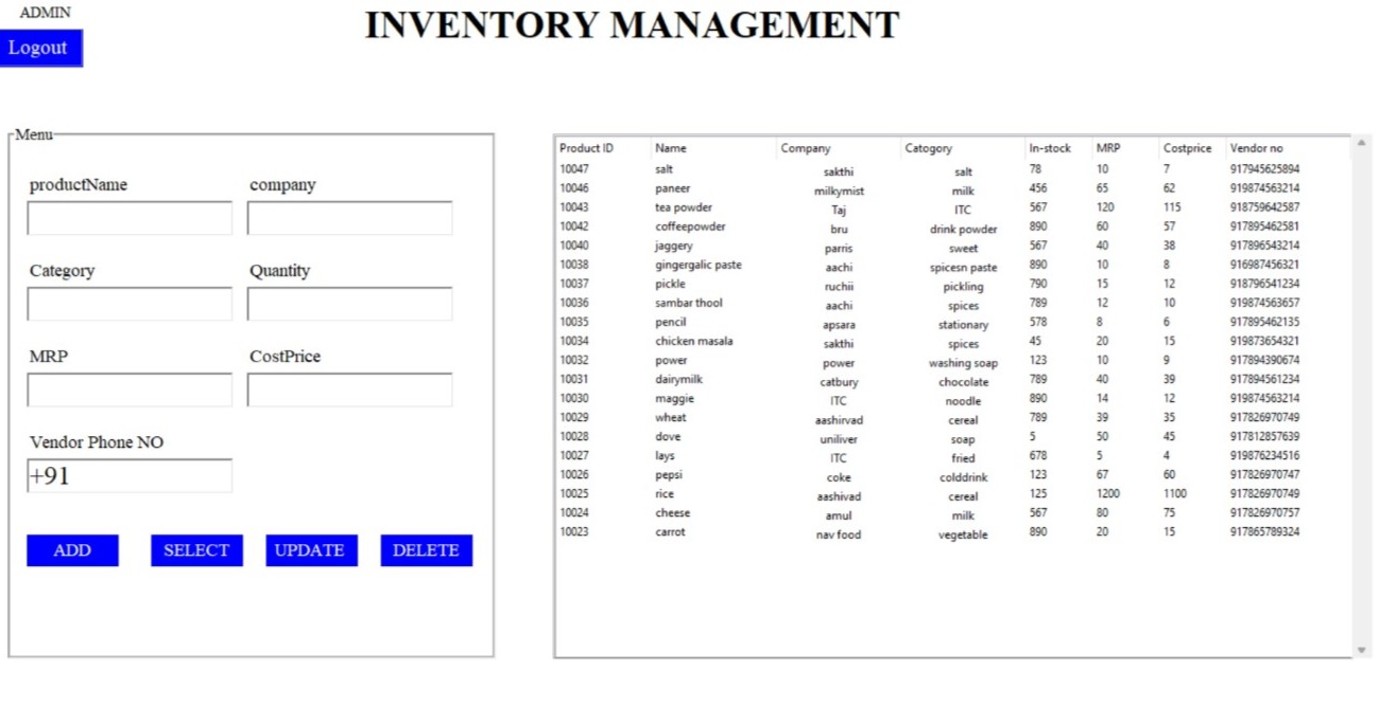 ADMIN
INVENTORY MANAGEMENT
Logout
Menu
productName company
Category Quantity
MRP CostPrice
Vendor Phone NO
+91
ADD SELECT UPDATE DELETE
Product ID Name Company Catogory In-stock MRP Costprice Vendor no
10047 salt sakthi salt 78 10 7 917945625894
10046 paneer milkymist milk 456 65 62 919874563214
10043 tea powder Taj ITC 567 120 115 918759642587
10042 coffeepowder bru drink powder 890 60 57 917895462581
10040 jaggery parris sweet 567 40 38 917896543214
10038 gingergalic paste aachi spicesn paste 890 10 8 916987456321
10037 pickle ruchii pickling 790 15 12 918796541234
10036 sambar thool aachi spices 789 12 10 919874563657
10035 pencil apsara stationary 578 8 6 917895462135
10034 chicken masala sakthi spices 45 20 15 919873654321
10032 power power washing soap 123 10 9 917894390674
10031 dairymilk catbury chocolate 789 40 39 917894561234
10030 maggie ITC noodle 890 14 12 919874563214
10029 wheat aashirvad cereal 789 39 35 917826970749
10028 dove uniliver soap 5 50 45 917812857639
10027 lays ITC fried 678 5 4 919876234516
10026 pepsi coke colddrink 123 67 60 917826970747
10025 rice aashivad cereal 125 1200 1100 917826970749
10024 cheese amul milk 567 80 75 917826970757
10023 carrot nav food vegetable 890 20 15 917865789324